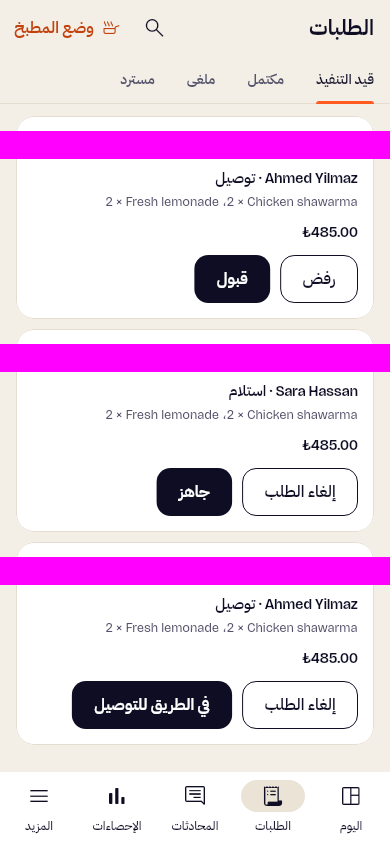 الطلبات
وضع المطبخ
قيد التنفيذ
مكتمل
ملغى
مسترد
Ahmed Yilmaz · توصيل
2 × Chicken shawarma، 2 × Fresh lemonade
₺485.00
رفض
قبول
Sara Hassan · استلام
2 × Chicken shawarma، 2 × Fresh lemonade
₺485.00
إلغاء الطلب
جاهز
Ahmed Yilmaz · توصيل
2 × Chicken shawarma، 2 × Fresh lemonade
₺485.00
إلغاء الطلب
في الطريق للتوصيل
اليوم
الطلبات
المحادثات
الإحصاءات
المزيد